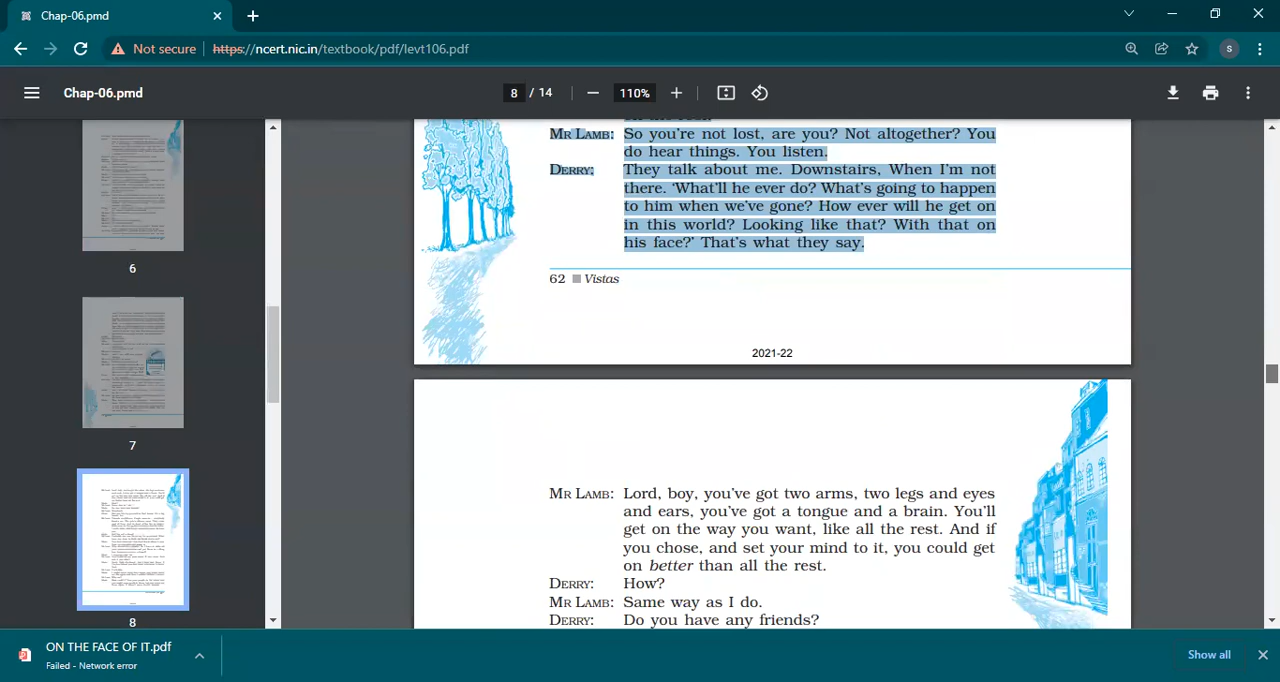 Chap-06.pmd
Not secure https://ncert.nic.in/textbook/pdf/levt106.pdf
S
Chap-06.pmd
8 / 14
110%
6
7
8
MR LAMB: So you're not lost, are you? Not altogether? You
do hear things. You listen.
DERRY: They talk about me. Downstairs, When I'm not
there. 'What'll he ever do? What's going to happen
to him when we've gone? How ever will he get on
in this world? Looking like that? With that on
his face?' That's what they say.
62 Vistas
2021-22
MR LAMB: Lord, boy, you've got two arms, two legs and eyes
and ears, you've got a tongue and a brain. You'll
get on the way you want, like all the rest. And if
you chose, and set your mind to it, you could get
on better than all the rest.
DERRY: How?
MR LAMB: Same way as I do.
DERRY: Do you have any friends?
ON THE FACE OF IT.pdf
Failed - Network error
Show all